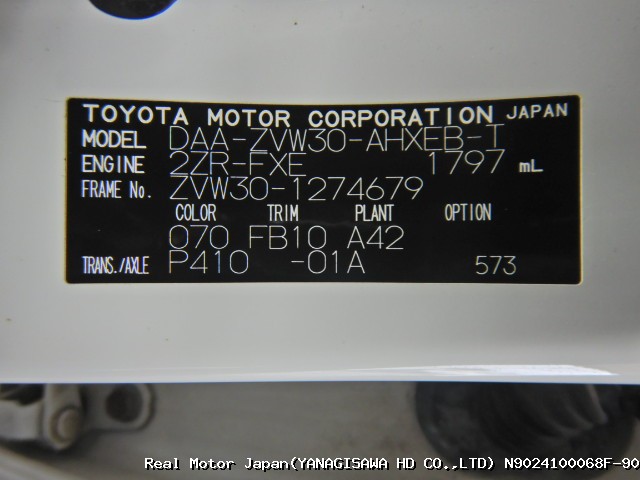 TOYOTA MOTOR CORPORATION JAPAN
MODEL DAA-ZVW30-AHXEB-T
ENGINE 2ZR-FXE 1797 mL
FRAME No. ZVW30-1274679
COLOR TRIM PLANT OPTION
070 FB10 A42
TRANS./AXLE P410 -01A 573
Real Motor Japan(YANAGISAWA HD CO.,LTD) N9024100068F-90